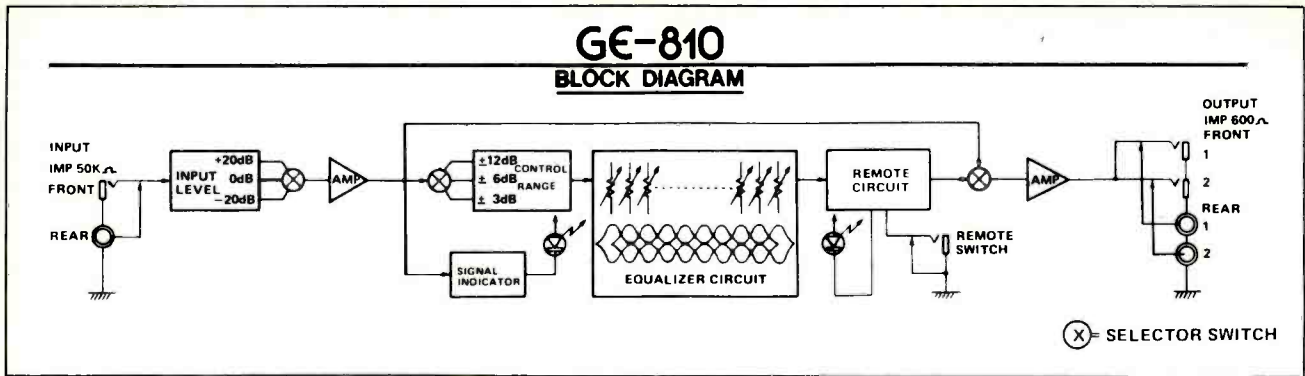 GE-810
BLOCK DIAGRAM
INPUT
IMP 50KΩ
FRONT
REAR
INPUT
LEVEL
+20dB
0dB
−20dB
AMP
±12dB
± 6dB
± 3dB
CONTROL
RANGE
SIGNAL
INDICATOR
EQUALIZER CIRCUIT
REMOTE
CIRCUIT
REMOTE
SWITCH
AMP
OUTPUT
IMP 600Ω
FRONT
1
2
REAR
1
2
X = SELECTOR SWITCH